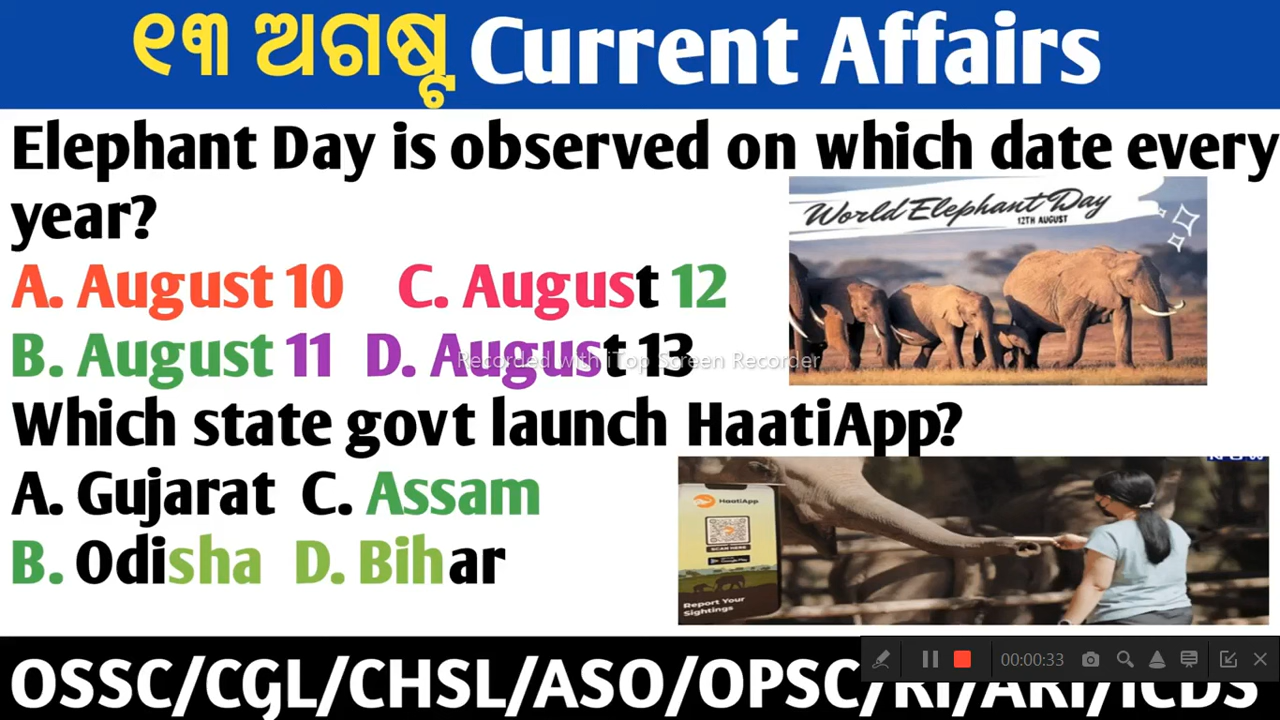 ୧୩ ଅଗଷ୍ଟ Current Affairs
Elephant Day is observed on which date every
year?
World Elephant Day
12TH AUGUST
A. August 10 C. August 12
B. August 11 D. August 13
Recorded with iTop Screen Recorder
Which state govt launch HaatiApp?
A. Gujarat C. Assam
B. Odisha D. Bihar
HaatiApp
SCAN HERE
Report Your
Sightings
OSSC/CGL/CHSL/ASO/OPSC/RI/ARI/ICDS
00:00:33